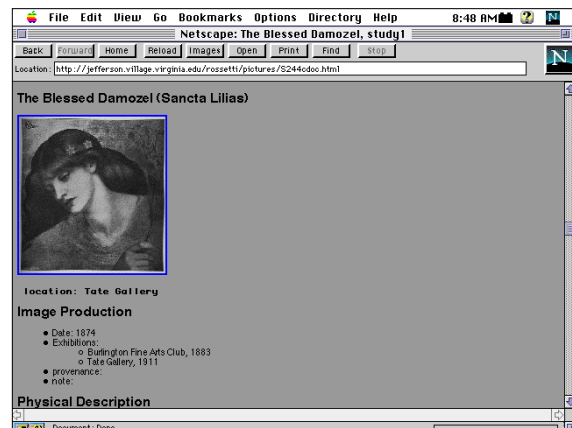 File Edit View Go Bookmarks Options Directory Help 8:48 AM
Netscape: The Blessed Damozel, study1
Back Forward Home Reload Images Open Print Find Stop
Location: http://jefferson.village.virginia.edu/rossetti/pictures/S244cdoc.html
N
The Blessed Damozel (Sancta Lilias)
location: Tate Gallery
Image Production
Date: 1874
Exhibitions:
Burlington Fine Arts Club, 1883
Tate Gallery, 1911
provenance:
note:
Physical Description
Document: Done